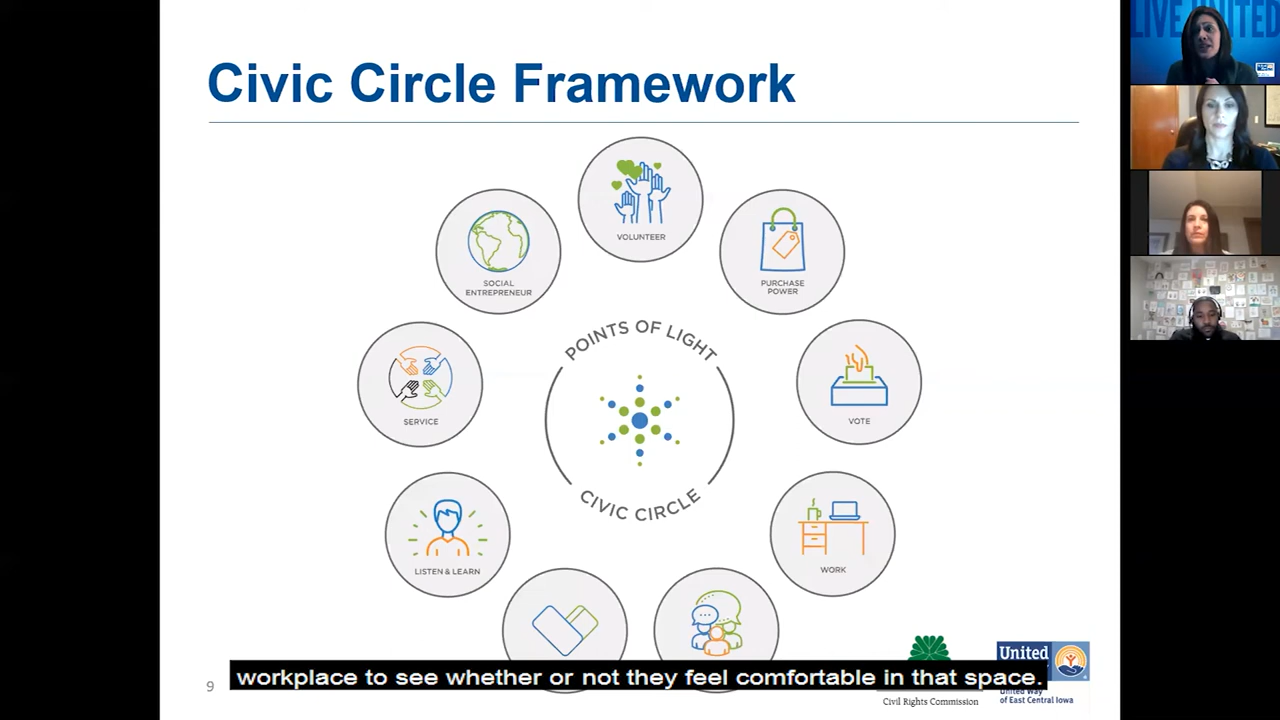 Civic Circle Framework
VOLUNTEER
SOCIAL
ENTREPRENEUR
PURCHASE
POWER
POINTS OF LIGHT
CIVIC CIRCLE
SERVICE
VOTE
LISTEN & LEARN
WORK
workplace to see whether or not they feel comfortable in that space.
9
Civil Rights Commission
United
United Way
of East Central Iowa
LIVE UNITED